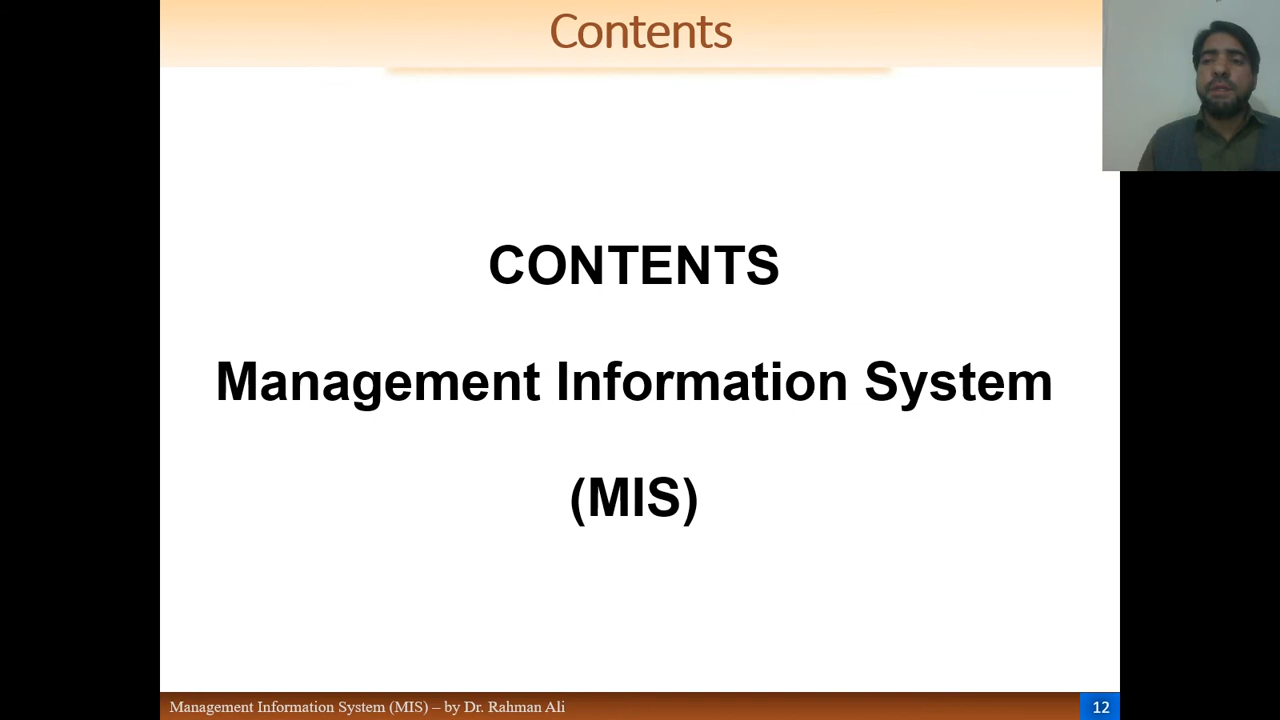 Contents
CONTENTS
Management Information System
(MIS)
Management Information System (MIS) – by Dr. Rahman Ali
12